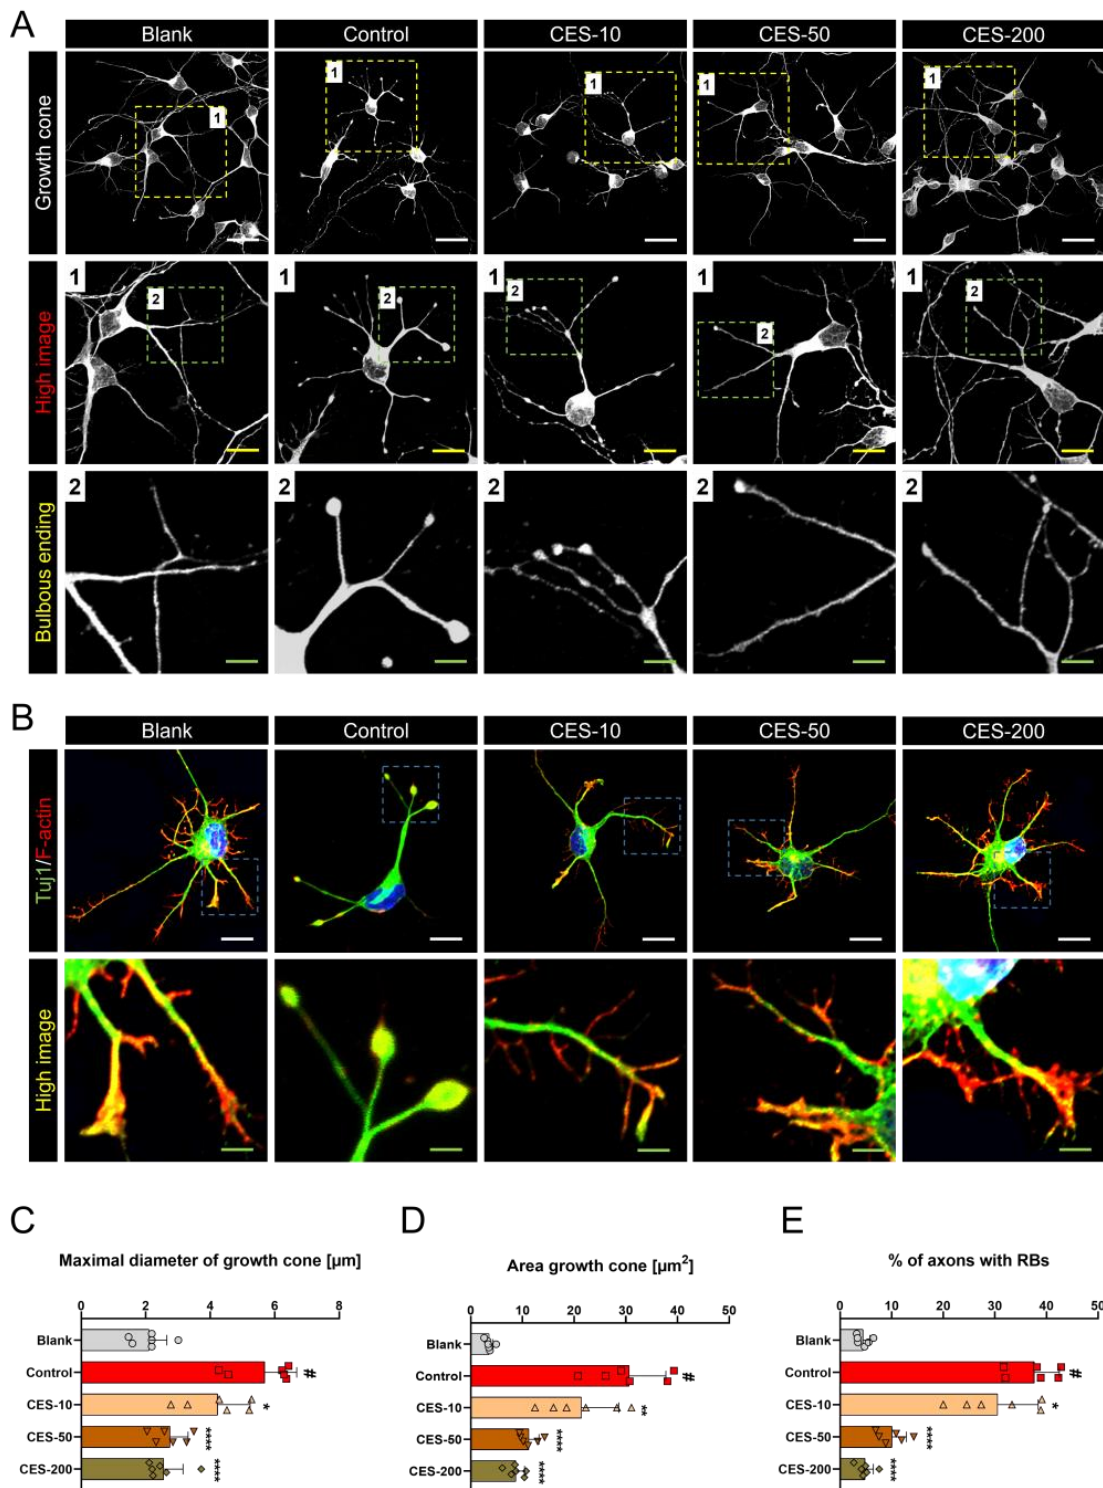 A
Blank Control CES-10 CES-50 CES-200
Growth cone
1 1 1 1 1
High image
1 1 1 1 1
2 2 2 2 2
Bulbous ending
2 2 2 2 2
B
Blank Control CES-10 CES-50 CES-200
Tuj1/F-actin
High image
C D E
Maximal diameter of growth cone [µm]
0 2 4 6 8
Blank
Control #
CES-10 *
CES-50 ****
CES-200 ****
Area growth cone [µm²]
0 10 20 30 40 50
Blank
Control #
CES-10 **
CES-50 ****
CES-200 ****
% of axons with RBs
0 10 20 30 40 50
Blank
Control #
CES-10 *
CES-50 ****
CES-200 ****